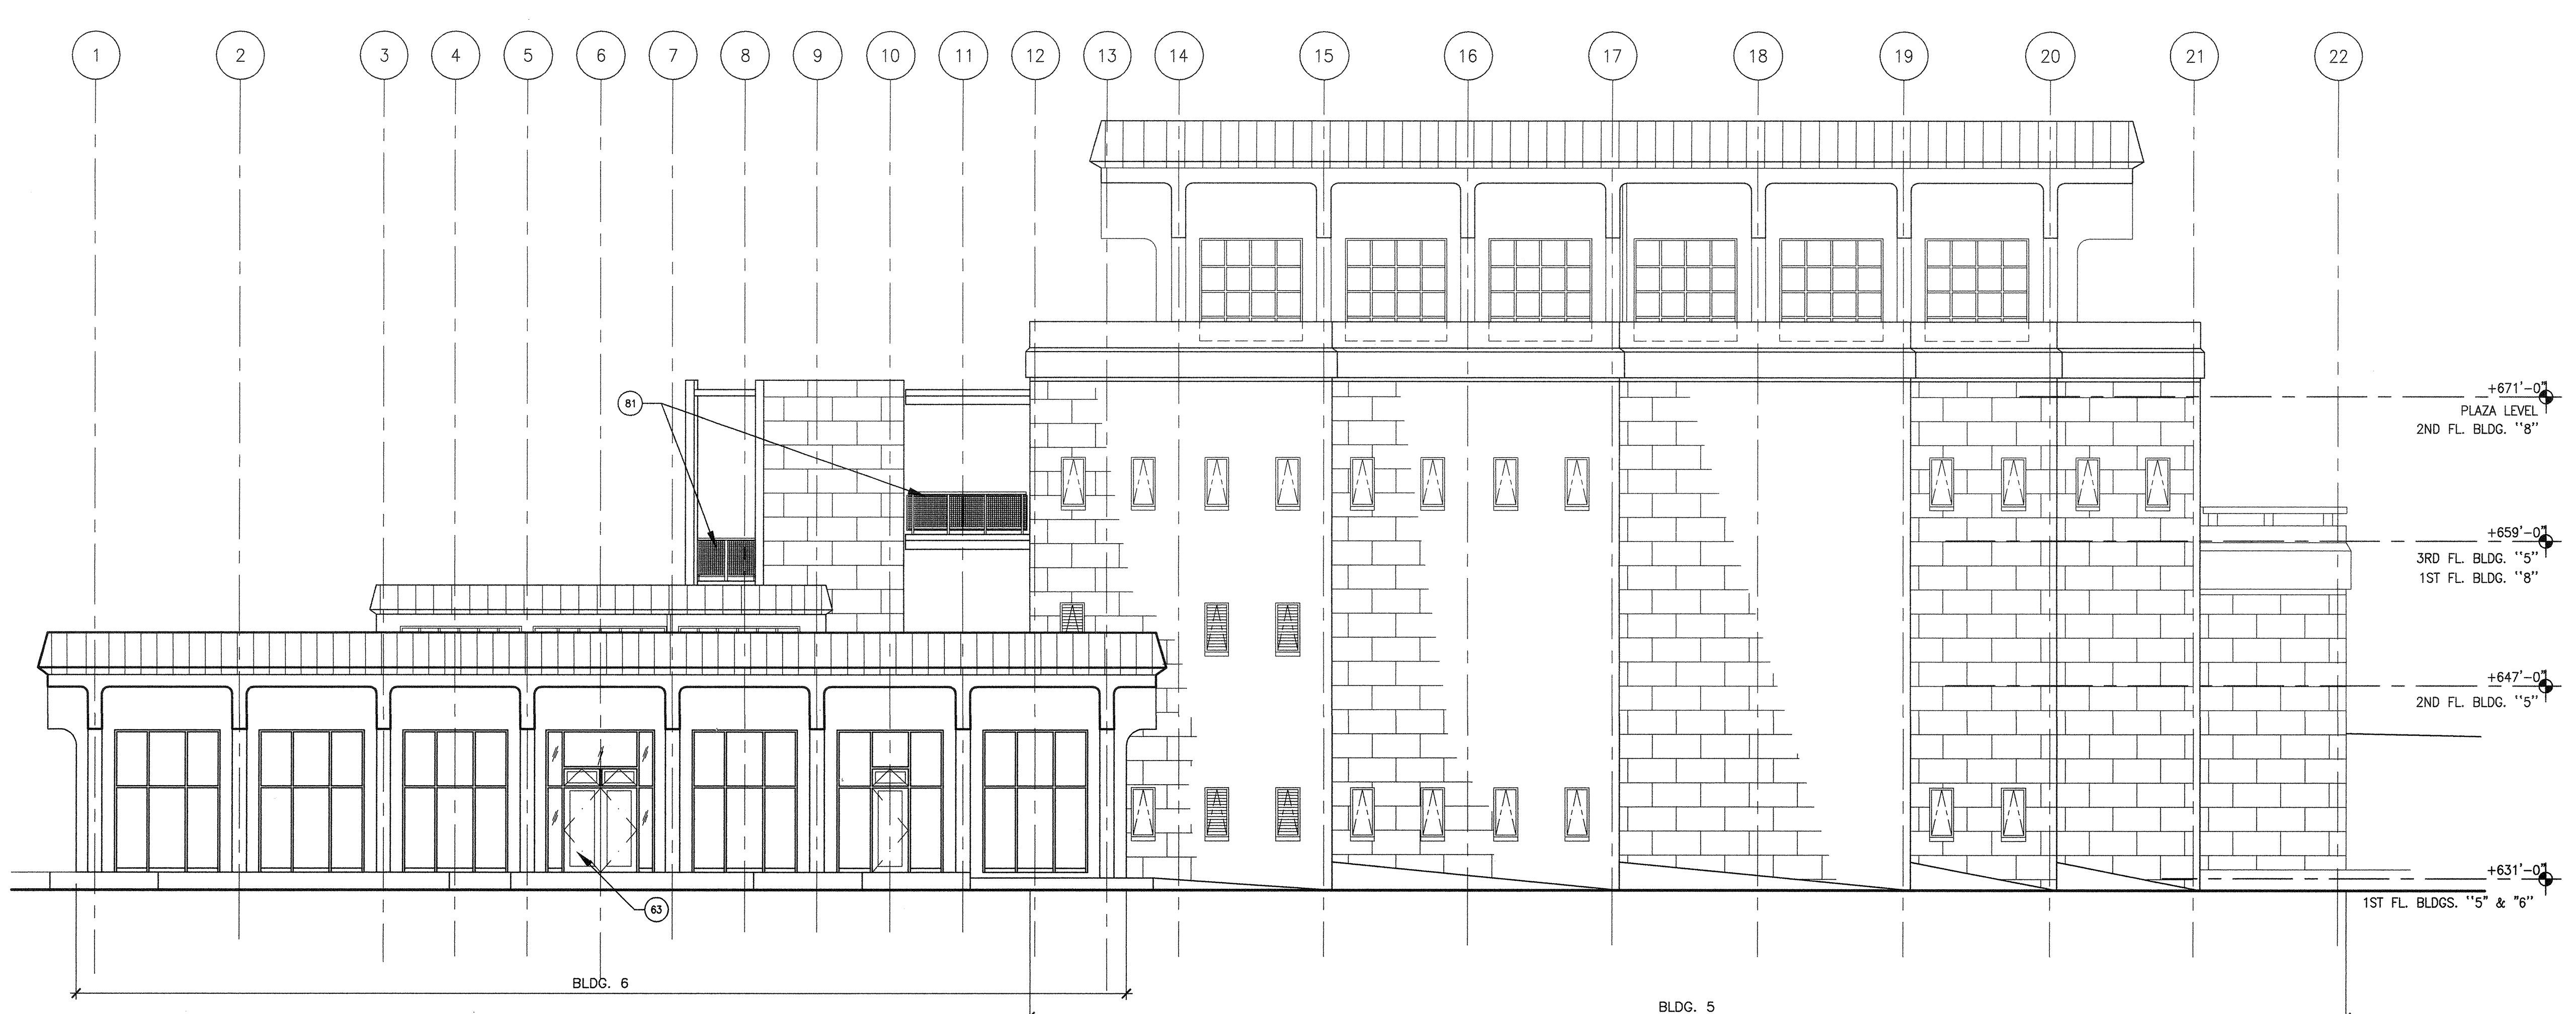 1 2 3 4 5 6 7 8 9 10 11 12 13 14 15 16 17 18 19 20 21 22
+671'-0"
81
PLAZA LEVEL
2ND FL. BLDG. "8"
+659'-0"
3RD FL. BLDG. "5"
1ST FL. BLDG. "8"
+647'-0"
2ND FL. BLDG. "5"
+631'-0"
1ST FL. BLDGS. "5" & "6"
63
BLDG. 6
BLDG. 5